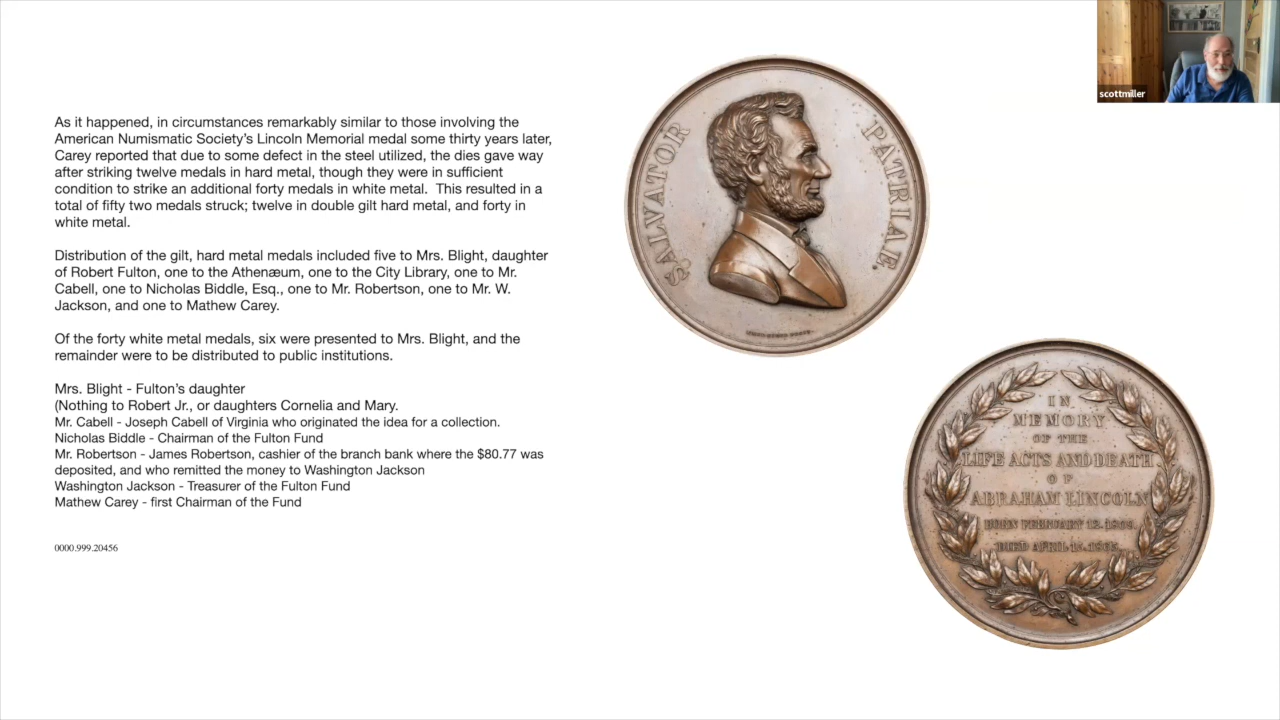 As it happened, in circumstances remarkably similar to those involving the
American Numismatic Society's Lincoln Memorial medal some thirty years later,
Carey reported that due to some defect in the steel utilized, the dies gave way
after striking twelve medals in hard metal, though they were in sufficient
condition to strike an additional forty medals in white metal.  This resulted in a
total of fifty two medals struck; twelve in double gilt hard metal, and forty in
white metal.
Distribution of the gilt, hard metal medals included five to Mrs. Blight, daughter
of Robert Fulton, one to the Athenæum, one to the City Library, one to Mr.
Cabell, one to Nicholas Biddle, Esq., one to Mr. Robertson, one to Mr. W.
Jackson, and one to Mathew Carey.
Of the forty white metal medals, six were presented to Mrs. Blight, and the
remainder were to be distributed to public institutions.
Mrs. Blight - Fulton's daughter
(Nothing to Robert Jr., or daughters Cornelia and Mary.
Mr. Cabell - Joseph Cabell of Virginia who originated the idea for a collection.
Nicholas Biddle - Chairman of the Fulton Fund
Mr. Robertson - James Robertson, cashier of the branch bank where the $80.77 was
deposited, and who remitted the money to Washington Jackson
Washington Jackson - Treasurer of the Fulton Fund
Mathew Carey - first Chairman of the Fund
0000.999.20456
SALVATOR PATRIAE.
IN
MEMORY
OF THE
LIFE ACTS AND DEATH
OF
ABRAHAM LINCOLN
BORN FEBRUARY 12. 1809.
DIED APRIL 15. 1865.
scottmiller